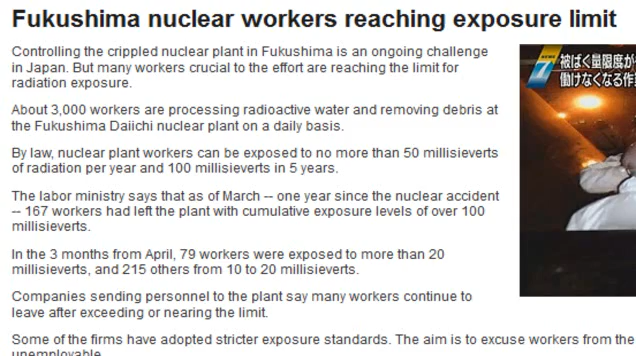 Fukushima nuclear workers reaching exposure limit
Controlling the crippled nuclear plant in Fukushima is an ongoing challenge
in Japan. But many workers crucial to the effort are reaching the limit for
radiation exposure.
About 3,000 workers are processing radioactive water and removing debris at
the Fukushima Daiichi nuclear plant on a daily basis.
By law, nuclear plant workers can be exposed to no more than 50 millisieverts
of radiation per year and 100 millisieverts in 5 years.
The labor ministry says that as of March -- one year since the nuclear accident
-- 167 workers had left the plant with cumulative exposure levels of over 100
millisieverts.
In the 3 months from April, 79 workers were exposed to more than 20
millisieverts, and 215 others from 10 to 20 millisieverts.
Companies sending personnel to the plant say many workers continue to
leave after exceeding or nearing the limit.
Some of the firms have adopted stricter exposure standards. The aim is to excuse workers from the
unemployable
NEWS
7
被ばく量限度が
働けなくなる作業